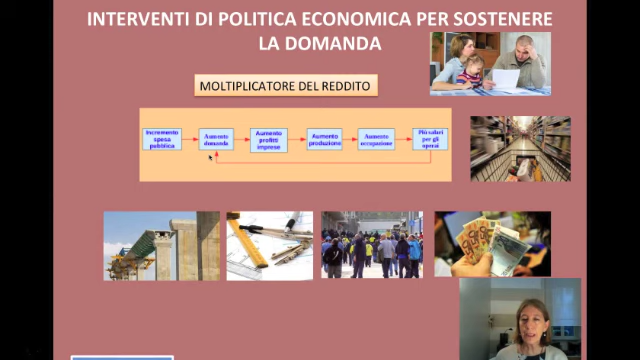 INTERVENTI DI POLITICA ECONOMICA PER SOSTENERE
LA DOMANDA
MOLTIPLICATORE DEL REDDITO
Incremento
spesa
pubblica
Aumento
domanda
Aumento
profitti
imprese
Aumento
produzione
Aumento
occupazione
Più salari
per gli
operai